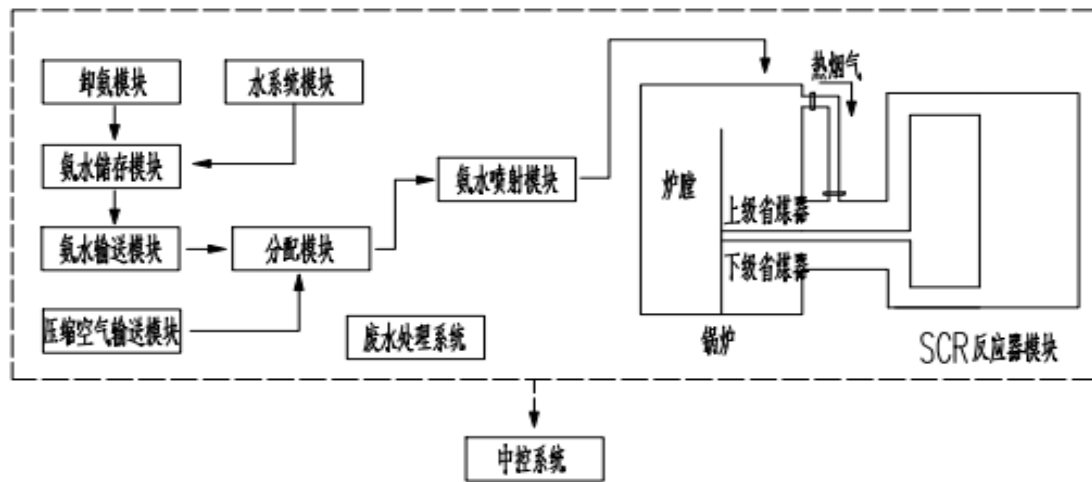 卸氨模块
水系统模块
热烟气
氨水储存模块
氨水喷射模块
炉膛
上级省煤器
氨水输送模块
分配模块
下级省煤器
压缩空气输送模块
废水处理系统
锅炉
SCR反应器模块
中控系统